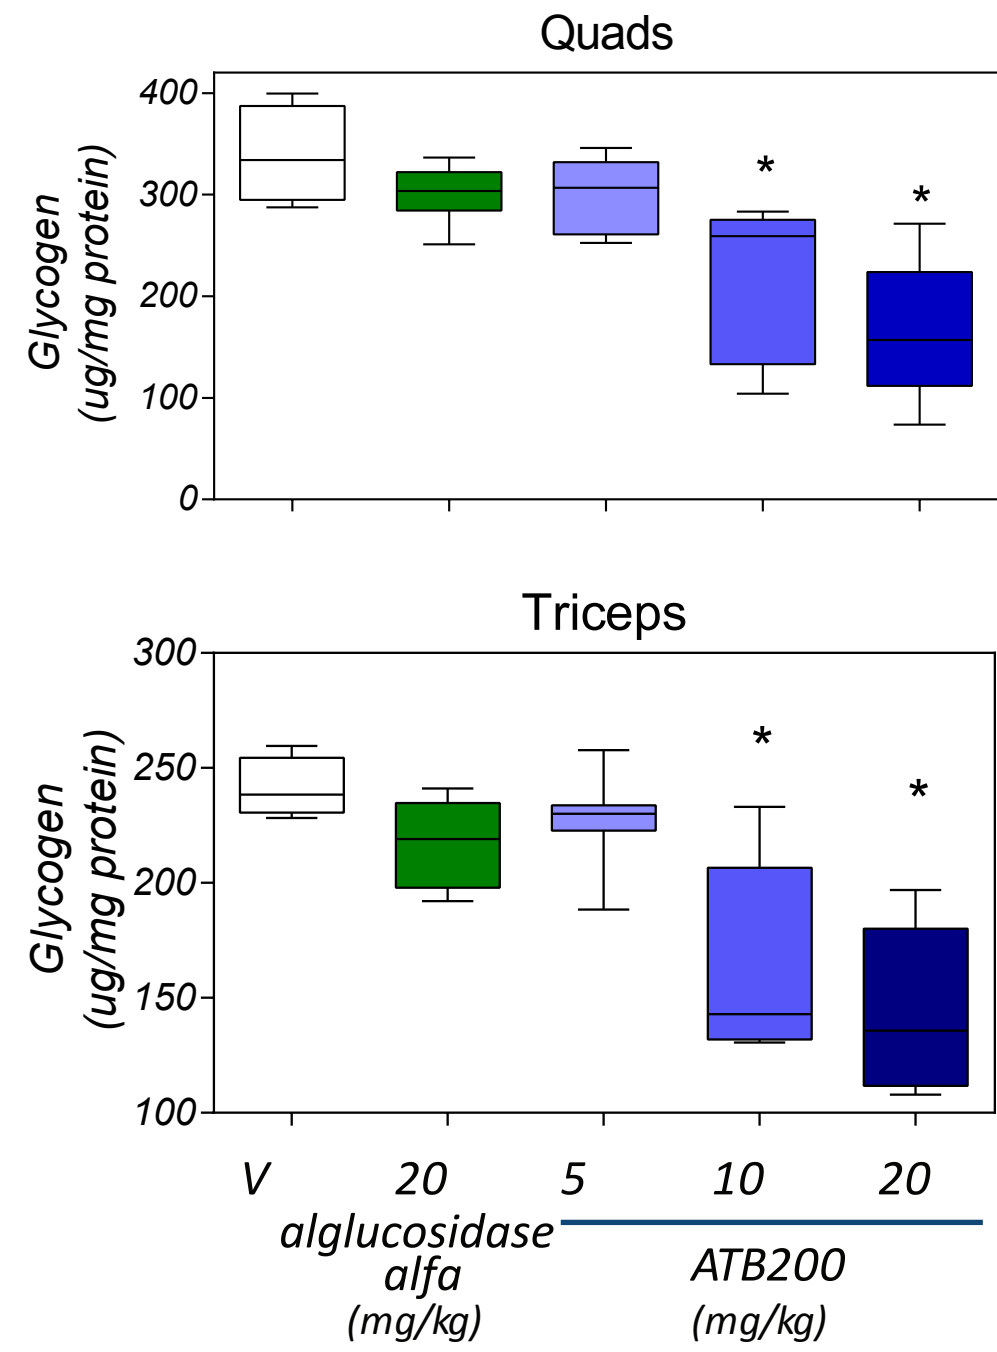 Quads
Glycogen
(ug/mg protein)
400
300
200
100
0
*
*
Triceps
Glycogen
(ug/mg protein)
300
250
200
150
100
*
*
V 20 5 10 20
alglucosidase
alfa
(mg/kg)
ATB200
(mg/kg)